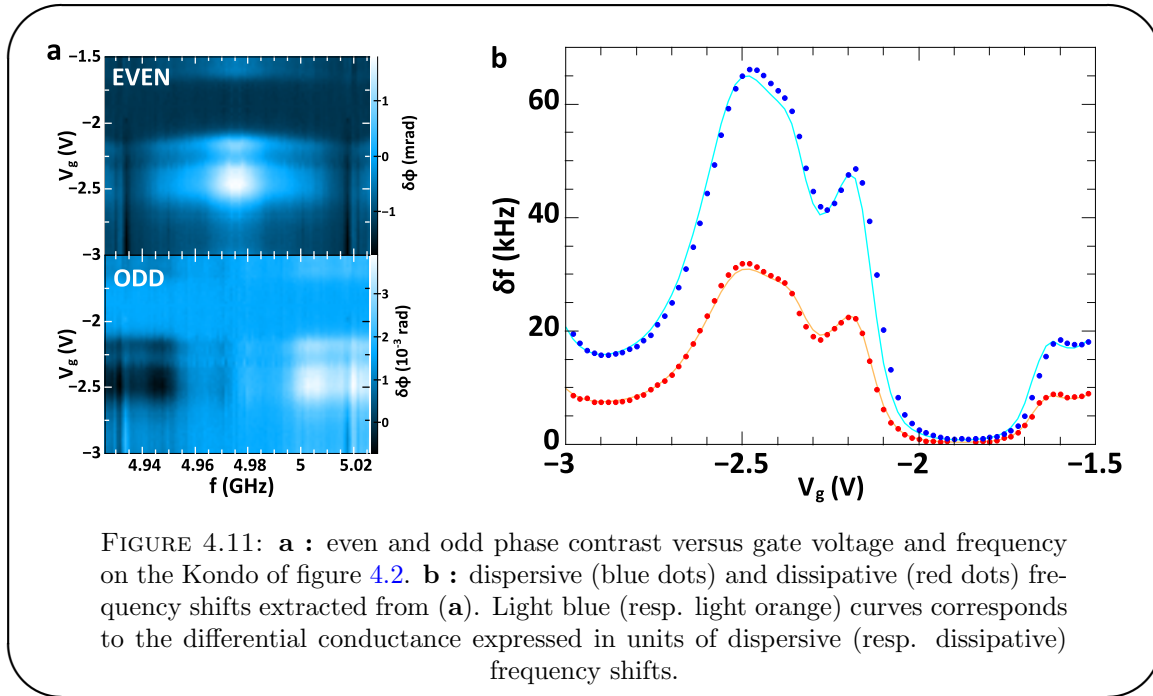 a
−1.5
EVEN
−2
−2.5
−3
V_g (V)
1
0
−1
δϕ (mrad)
ODD
−2
−2.5
−3
V_g (V)
3
2
1
0
δϕ (10⁻³ rad)
4.94 4.96 4.98 5 5.02
f (GHz)
b
60
40
20
0
δf (kHz)
−3 −2.5 −2 −1.5
V_g (V)
FIGURE 4.11: a : even and odd phase contrast versus gate voltage and frequency
on the Kondo of figure 4.2. b : dispersive (blue dots) and dissipative (red dots) fre-
quency shifts extracted from (a). Light blue (resp. light orange) curves corresponds
to the differential conductance expressed in units of dispersive (resp. dissipative)
frequency shifts.